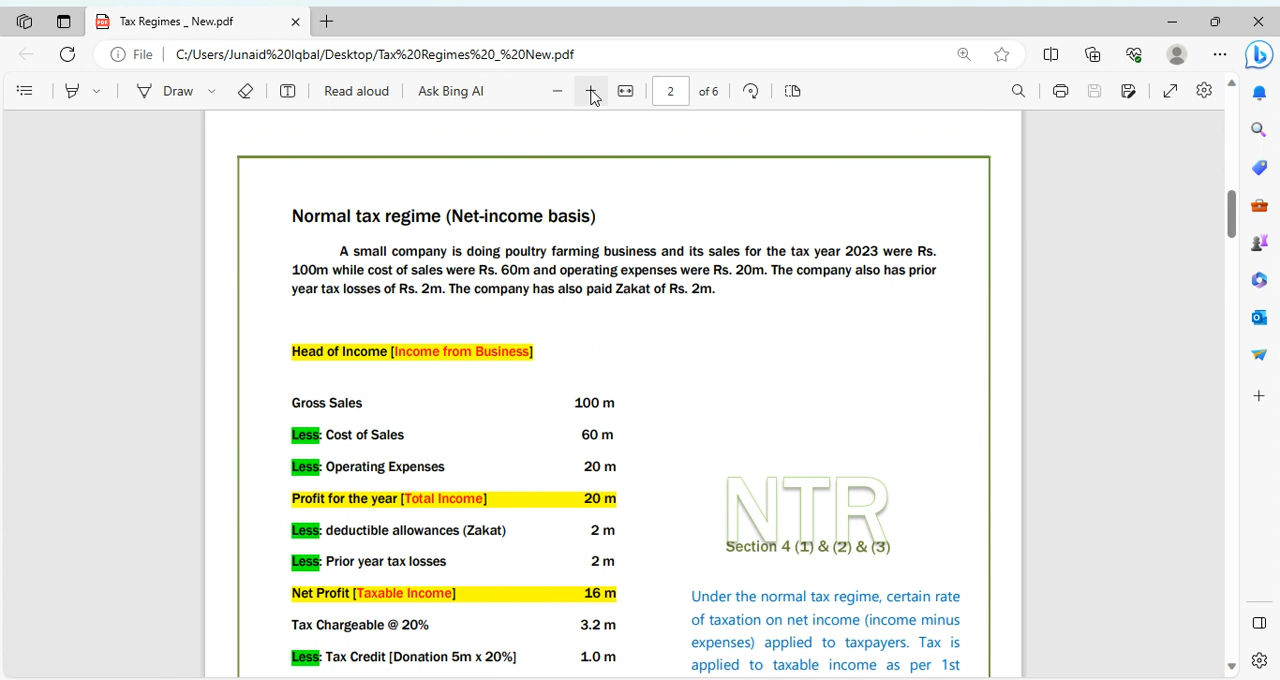 Tax Regimes _ New.pdf
File C:/Users/Junaid%20Iqbal/Desktop/Tax%20Regimes%20_%20New.pdf
Draw Read aloud Ask Bing AI 2 of 6
Normal tax regime (Net-income basis)
A small company is doing poultry farming business and its sales for the tax year 2023 were Rs.
100m while cost of sales were Rs. 60m and operating expenses were Rs. 20m. The company also has prior
year tax losses of Rs. 2m. The company has also paid Zakat of Rs. 2m.
Head of Income [Income from Business]
Gross Sales 100 m
Less: Cost of Sales 60 m
Less: Operating Expenses 20 m
Profit for the year [Total Income] 20 m
Less: deductible allowances (Zakat) 2 m
Less: Prior year tax losses 2 m
Net Profit [Taxable Income] 16 m
Tax Chargeable @ 20% 3.2 m
Less: Tax Credit [Donation 5m x 20%] 1.0 m
NTR
Section 4 (1) & (2) & (3)
Under the normal tax regime, certain rate
of taxation on net income (income minus
expenses) applied to taxpayers. Tax is
applied to taxable income as per 1st